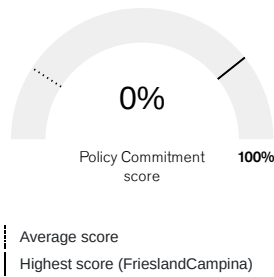 0%
Policy Commitment
score
100%
Average score
Highest score (FrieslandCampina)